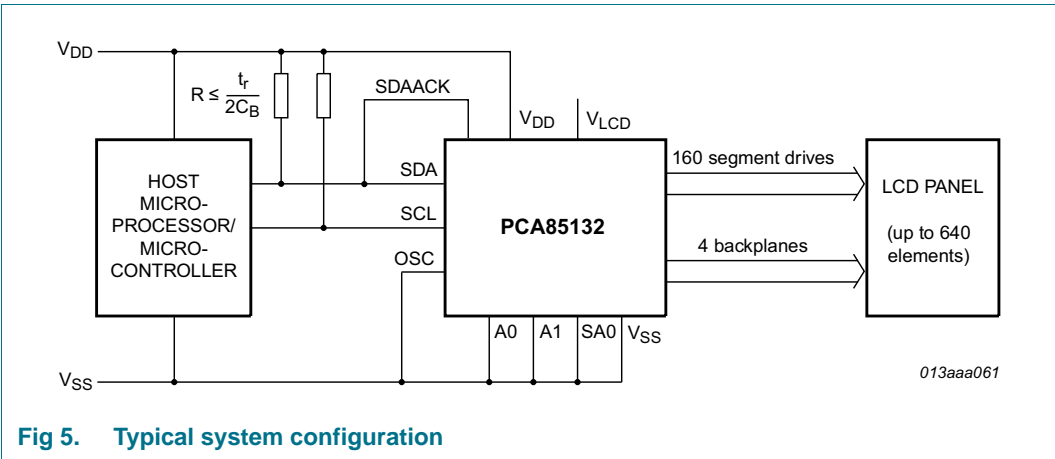 VDD
R ≤ tr
2CB
SDAACK
VDD
VLCD
HOST
MICRO-
PROCESSOR/
MICRO-
CONTROLLER
SDA
SCL
OSC
PCA85132
160 segment drives
4 backplanes
LCD PANEL
(up to 640
elements)
A0 A1 SA0 VSS
VSS
013aaa061
Fig 5. Typical system configuration